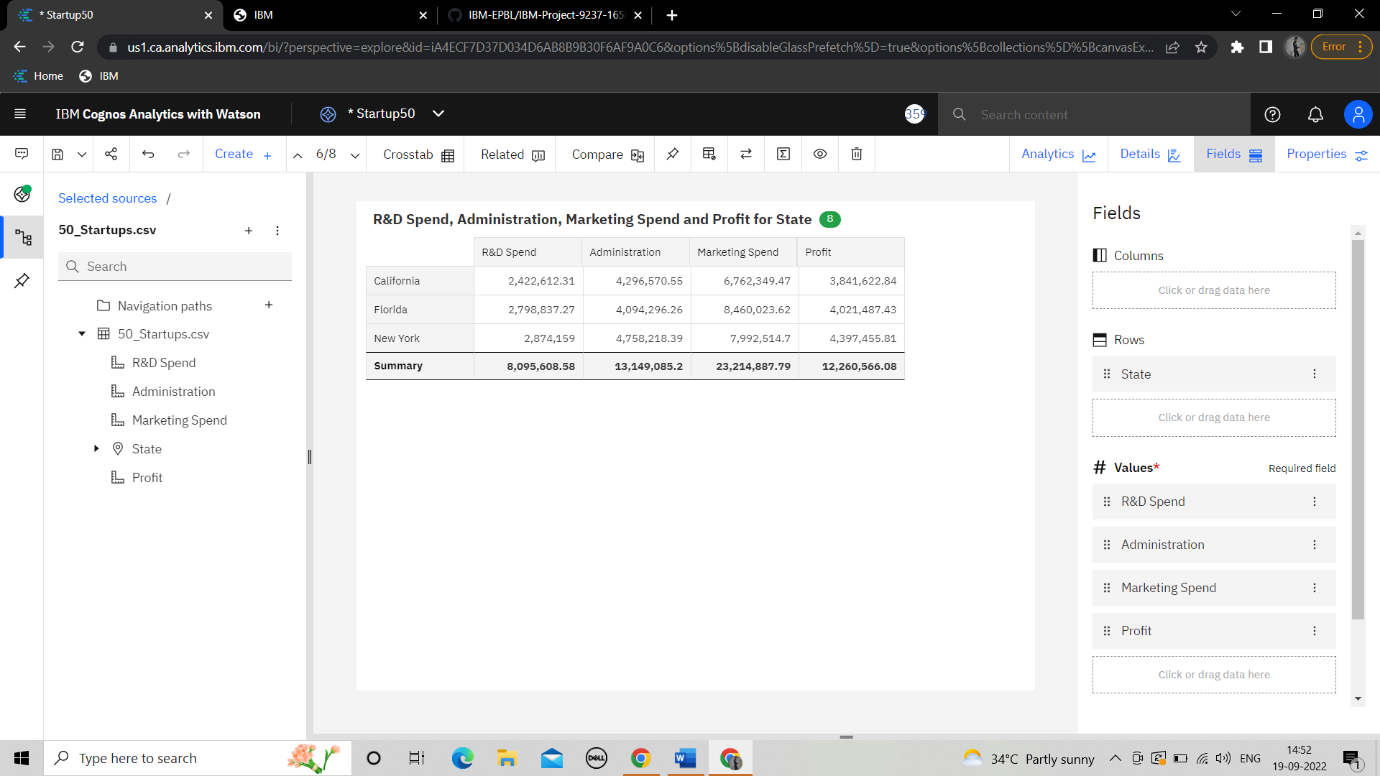 * Startup50
IBM
IBM-EPBL/IBM-Project-9237-165
us1.ca.analytics.ibm.com/bi/?perspective=explore&id=iA4ECF7D37D034D6AB8B9B30F6AF9A0C6&options%5BdisableGlassPrefetch%5D=true&options%5Bcollections%5D%5BcanvasEx...
Error
Home
IBM
IBM Cognos Analytics with Watson
* Startup50
359
Search content
Create +
6/8
Crosstab
Related
Compare
Analytics
Details
Fields
Properties
Selected sources /
50_Startups.csv
Search
Navigation paths
50_Startups.csv
R&D Spend
Administration
Marketing Spend
State
Profit
R&D Spend, Administration, Marketing Spend and Profit for State 8
R&D Spend Administration Marketing Spend Profit
California 2,422,612.31 4,296,570.55 6,762,349.47 3,841,622.84
Florida 2,798,837.27 4,094,296.26 8,460,023.62 4,021,487.43
New York 2,874,159 4,758,218.39 7,992,514.7 4,397,455.81
Summary 8,095,608.58 13,149,085.2 23,214,887.79 12,260,566.08
Fields
Columns
Click or drag data here
Rows
State
Click or drag data here
# Values* Required field
R&D Spend
Administration
Marketing Spend
Profit
Click or drag data here
Type here to search
DELL
34°C Partly sunny
ENG
14:52
19-09-2022
1